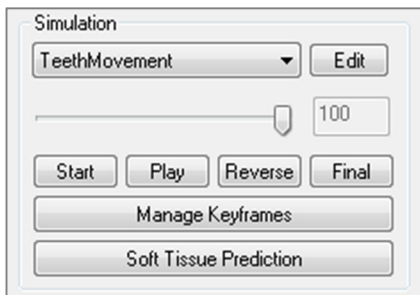 Simulation
TeethMovement Edit
100
Start Play Reverse Final
Manage Keyframes
Soft Tissue Prediction